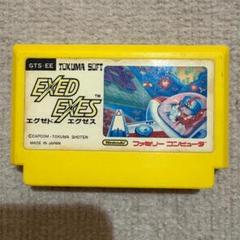 GTS-EE TOKUMA SOFT
EXED
EXES
エグゼド エグゼス
©CAPCOM・TOKUMA SHOTEN
MADE IN JAPAN
Nintendo ファミリー コンピュータ